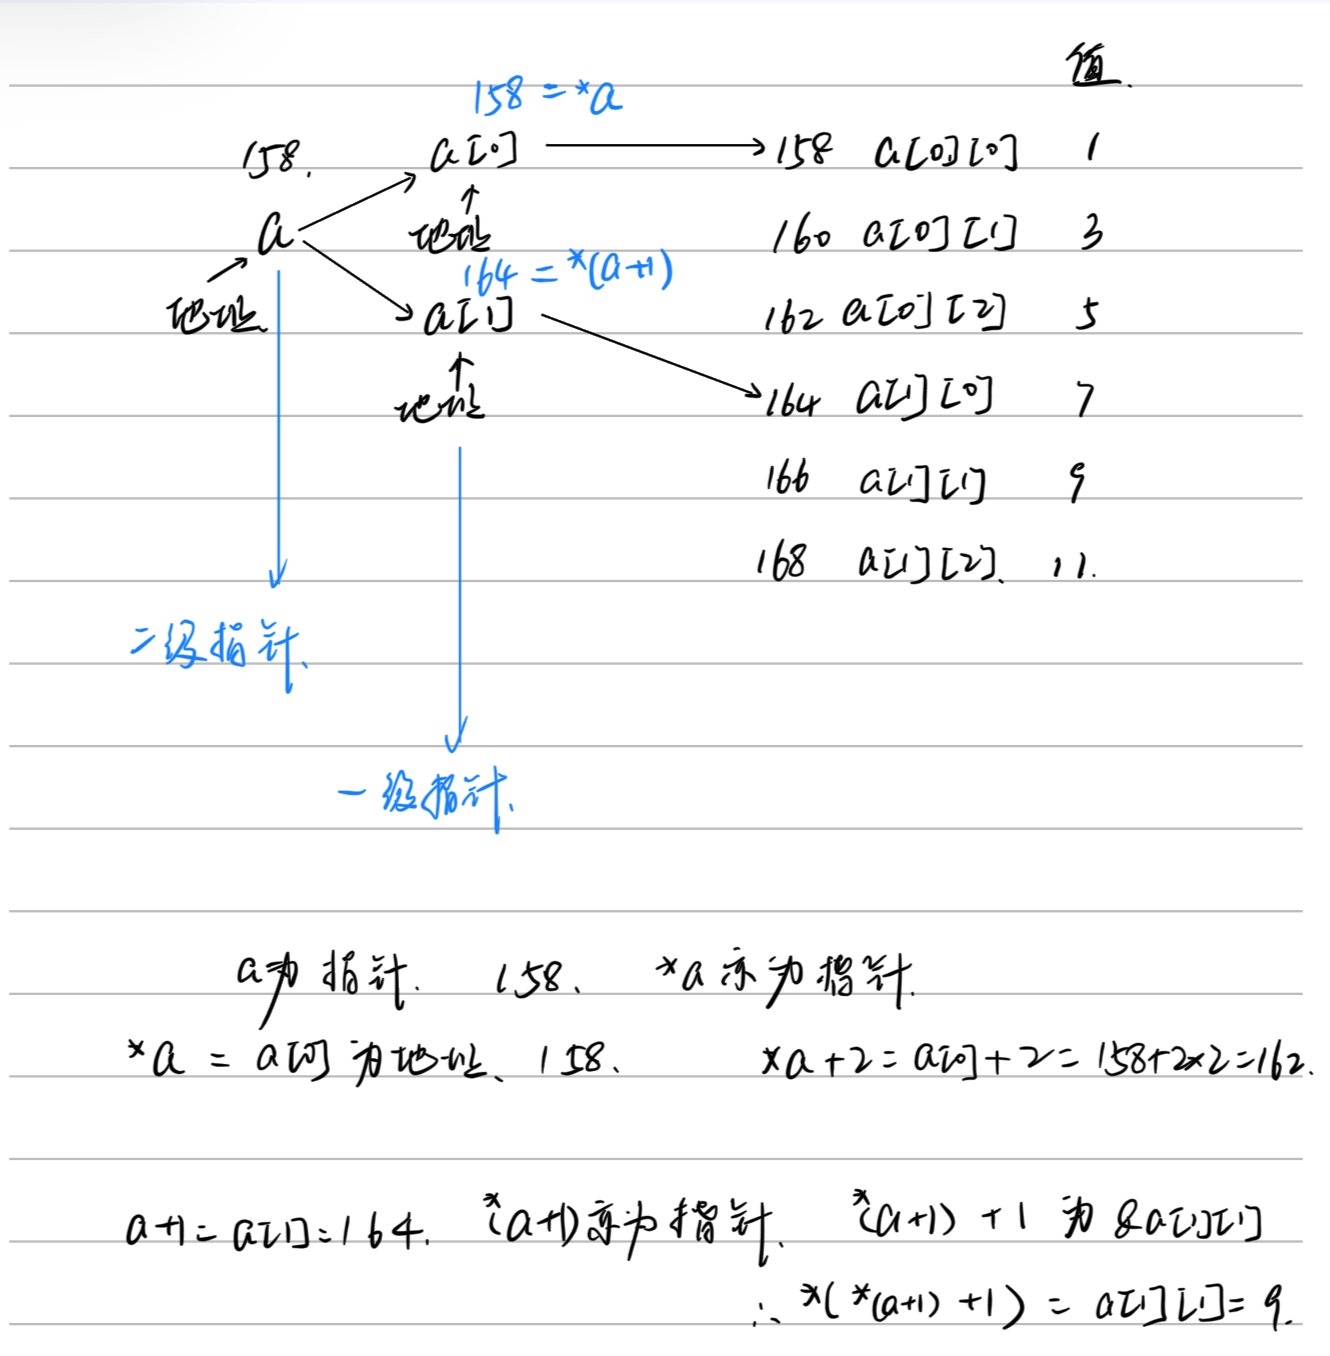 值.
158 = *a
158. a[0] 158 a[0][0] 1
a 地址 160 a[0][1] 3
164 = *(a+1)
地址 a[1] 162 a[0][2] 5
地址 164 a[1][0] 7
166 a[1][1] 9
168 a[1][2]. 11.
二级指针.
一级指针.
a为指针. 158. *a亦为指针.
*a = a[0]为地址. 158. *a+2=a[0]+2=158+2×2=162.
a+1=a[1]=164. *(a+1)亦为指针. *(a+1)+1 为 &a[1][1]
∴ *(*(a+1)+1) = a[1][1]=9.